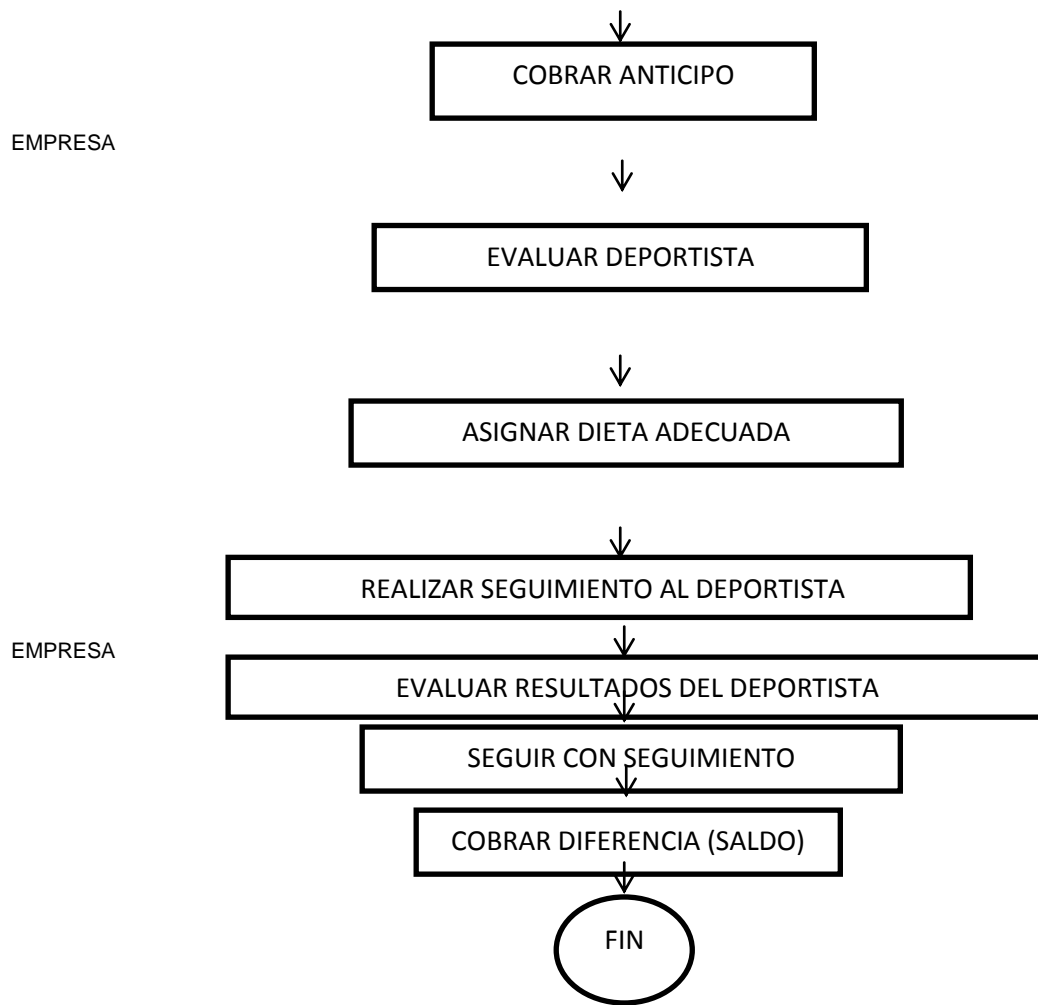 COBRAR ANTICIPO
EMPRESA
EVALUAR DEPORTISTA
ASIGNAR DIETA ADECUADA
REALIZAR SEGUIMIENTO AL DEPORTISTA
EMPRESA
EVALUAR RESULTADOS DEL DEPORTISTA
SEGUIR CON SEGUIMIENTO
COBRAR DIFERENCIA (SALDO)
FIN